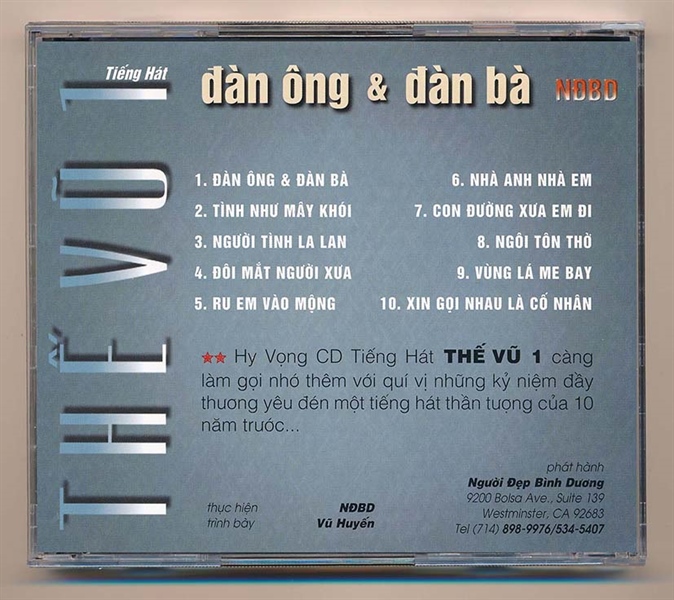 Tiếng Hát
THẾ VŨ 1
đàn ông & đàn bà
NĐBD
1. ĐÀN ÔNG & ĐÀN BÀ
2. TÌNH NHƯ MÂY KHÓI
3. NGƯỜI TÌNH LA LAN
4. ĐÔI MẮT NGƯỜI XƯA
5. RU EM VÀO MỘNG
6. NHÀ ANH NHÀ EM
7. CON ĐƯỜNG XƯA EM ĐI
8. NGÔI TÔN THỜ
9. VÙNG LÁ ME BAY
10. XIN GỌI NHAU LÀ CỐ NHÂN
★★ Hy Vọng CD Tiếng Hát THẾ VŨ 1 càng
làm gọi nhó thêm với quí vị những kỷ niệm đầy
thương yêu đén một tiếng hát thần tượng của 10
năm trước...
thực hiện NĐBD
trình bày Vũ Huyến
phát hành
Người Đẹp Bình Dương
9200 Bolsa Ave., Suite 139
Westminster, CA 92683
Tel (714) 898-9976/534-5407